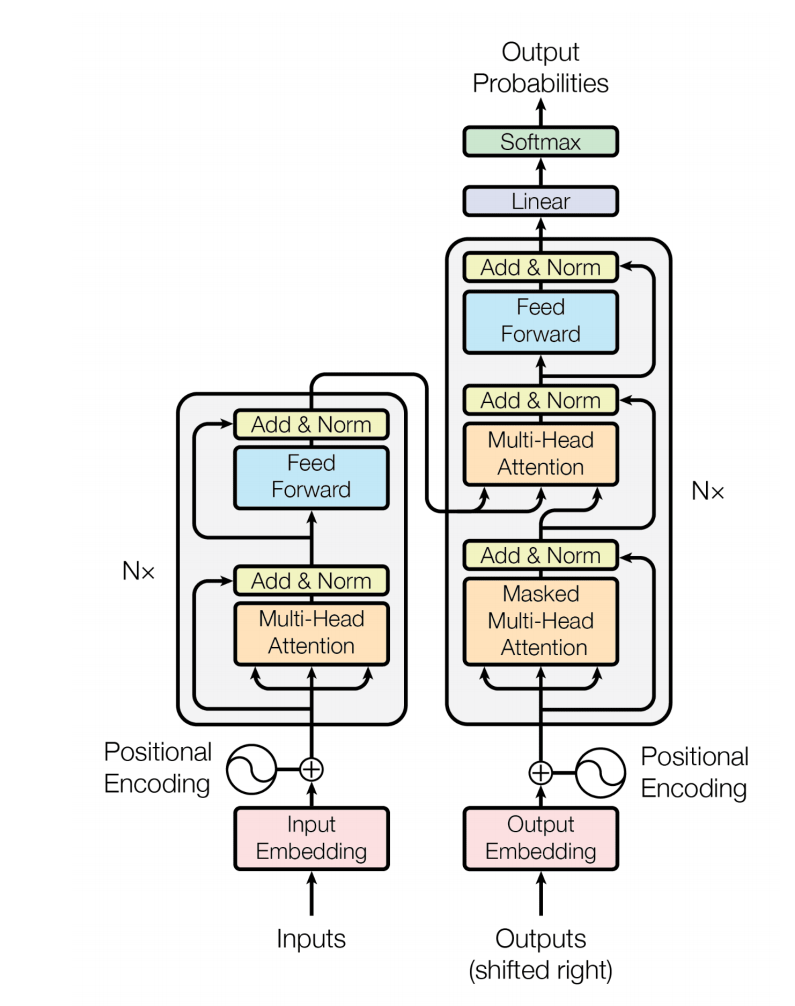 Output
Probabilities
Softmax
Linear
Add & Norm
Feed
Forward
Add & Norm
Multi-Head
Attention
N×
Add & Norm
Masked
Multi-Head
Attention
Add & Norm
Feed
Forward
N×
Add & Norm
Multi-Head
Attention
Positional
Encoding
Positional
Encoding
Input
Embedding
Output
Embedding
Inputs
Outputs
(shifted right)